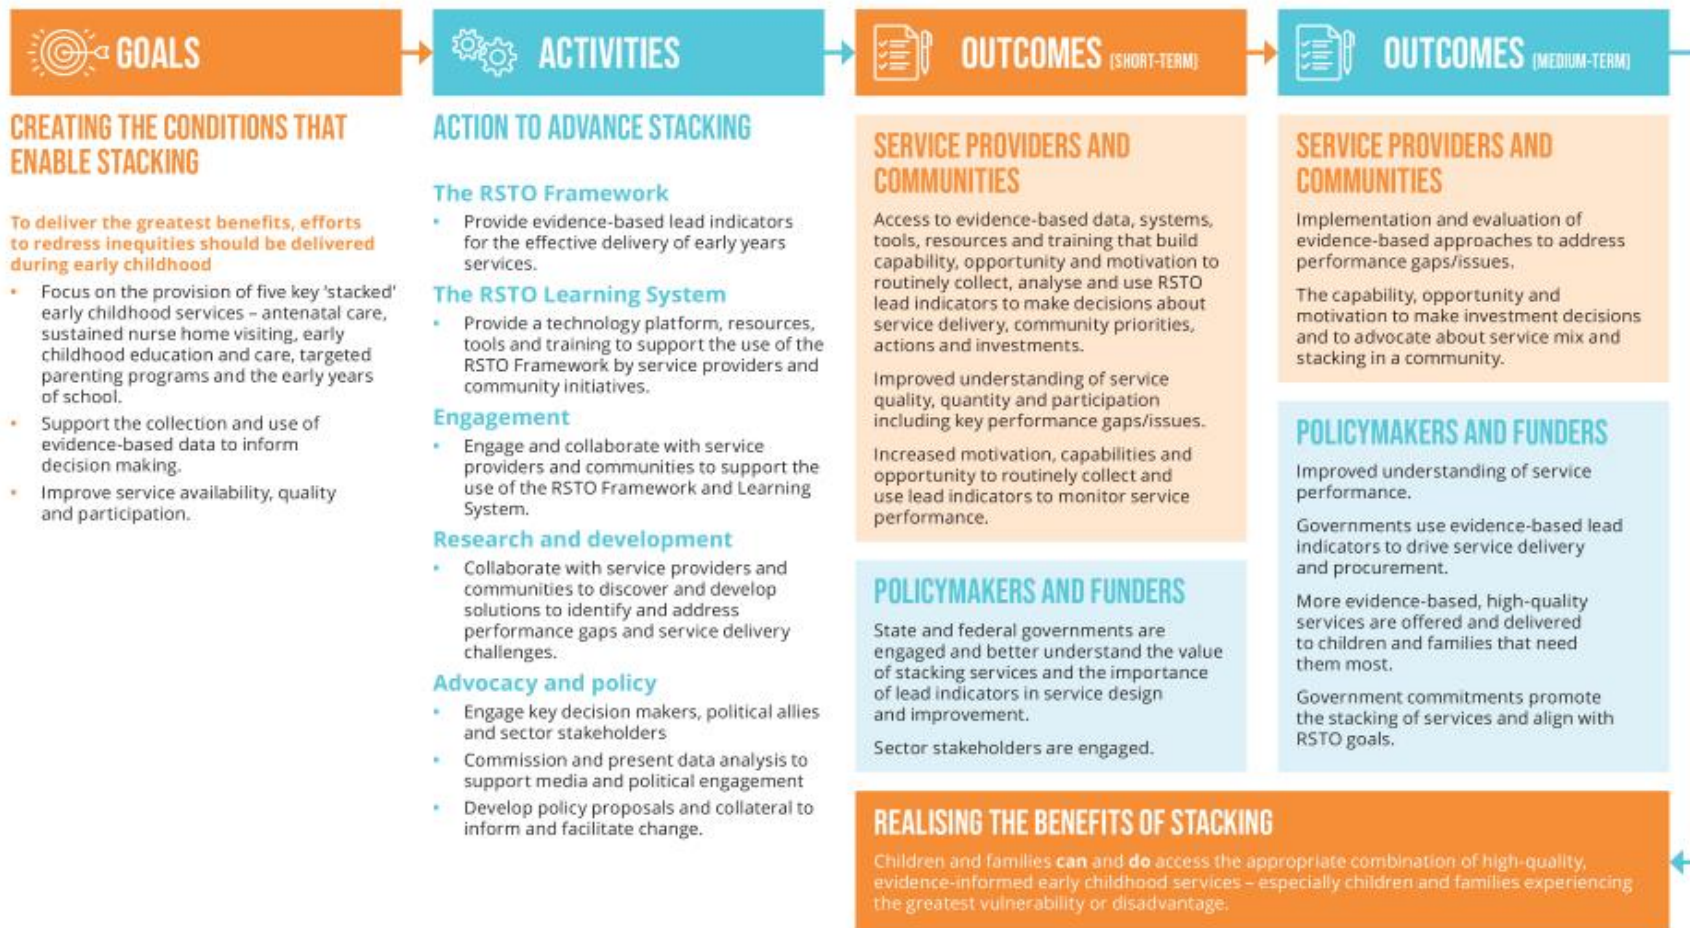 GOALS
CREATING THE CONDITIONS THAT
ENABLE STACKING
To deliver the greatest benefits, efforts
to redress inequities should be delivered
during early childhood
• Focus on the provision of five key ‘stacked’
early childhood services – antenatal care,
sustained nurse home visiting, early
childhood education and care, targeted
parenting programs and the early years
of school.
• Support the collection and use of
evidence-based data to inform
decision making.
• Improve service availability, quality
and participation.
ACTIVITIES
ACTION TO ADVANCE STACKING
The RSTO Framework
• Provide evidence-based lead indicators
for the effective delivery of early years
services.
The RSTO Learning System
• Provide a technology platform, resources,
tools and training to support the use of the
RSTO Framework by service providers and
community initiatives.
Engagement
• Engage and collaborate with service
providers and communities to support the
use of the RSTO Framework and Learning
System.
Research and development
• Collaborate with service providers and
communities to discover and develop
solutions to identify and address
performance gaps and service delivery
challenges.
Advocacy and policy
• Engage key decision makers, political allies
and sector stakeholders
• Commission and present data analysis to
support media and political engagement
• Develop policy proposals and collateral to
inform and facilitate change.
OUTCOMES (SHORT-TERM)
SERVICE PROVIDERS AND
COMMUNITIES
Access to evidence-based data, systems,
tools, resources and training that build
capability, opportunity and motivation to
routinely collect, analyse and use RSTO
lead indicators to make decisions about
service delivery, community priorities,
actions and investments.
Improved understanding of service
quality, quantity and participation
including key performance gaps/issues.
Increased motivation, capabilities and
opportunity to routinely collect and
use lead indicators to monitor service
performance.
POLICYMAKERS AND FUNDERS
State and federal governments are
engaged and better understand the value
of stacking services and the importance
of lead indicators in service design
and improvement.
Sector stakeholders are engaged.
OUTCOMES (MEDIUM-TERM)
SERVICE PROVIDERS AND
COMMUNITIES
Implementation and evaluation of
evidence-based approaches to address
performance gaps/issues.
The capability, opportunity and
motivation to make investment decisions
and to advocate about service mix and
stacking in a community.
POLICYMAKERS AND FUNDERS
Improved understanding of service
performance.
Governments use evidence-based lead
indicators to drive service delivery
and procurement.
More evidence-based, high-quality
services are offered and delivered
to children and families that need
them most.
Government commitments promote
the stacking of services and align with
RSTO goals.
REALISING THE BENEFITS OF STACKING
Children and families can and do access the appropriate combination of high-quality,
evidence-informed early childhood services – especially children and families experiencing
the greatest vulnerability or disadvantage.